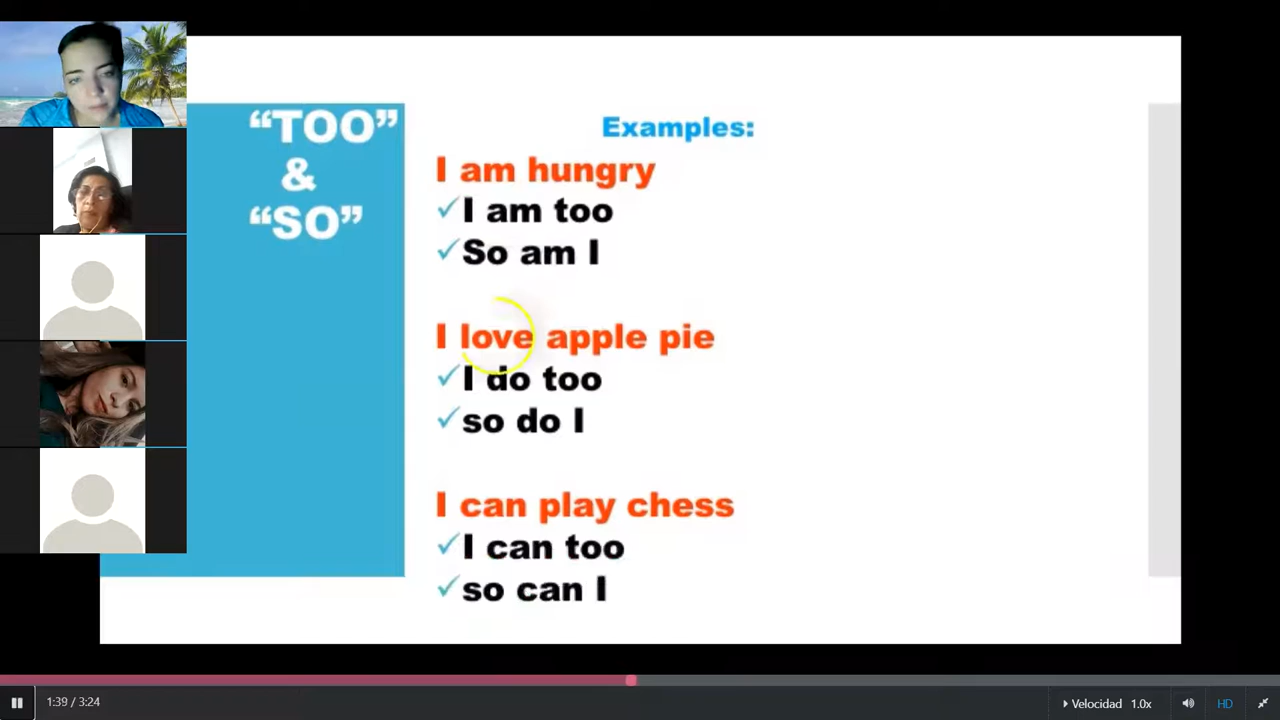 “TOO”
&
“SO”
Examples:
I am hungry
✓I am too
✓So am I
I love apple pie
✓I do too
✓so do I
I can play chess
✓I can too
✓so can I
1:39 / 3:24
Velocidad 1.0x
HD